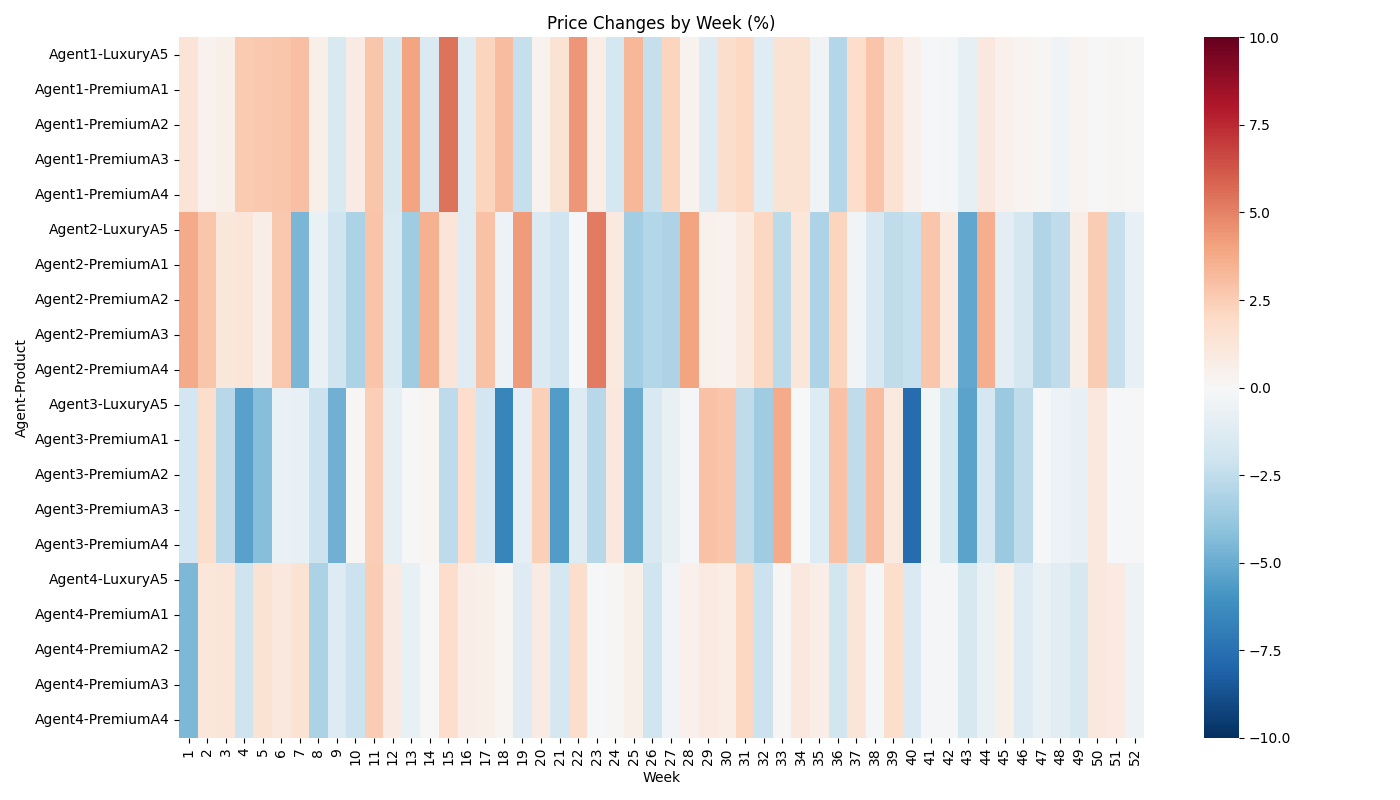 Price Changes by Week (%)
Agent-Product
Agent1-LuxuryA5
Agent1-PremiumA1
Agent1-PremiumA2
Agent1-PremiumA3
Agent1-PremiumA4
Agent2-LuxuryA5
Agent2-PremiumA1
Agent2-PremiumA2
Agent2-PremiumA3
Agent2-PremiumA4
Agent3-LuxuryA5
Agent3-PremiumA1
Agent3-PremiumA2
Agent3-PremiumA3
Agent3-PremiumA4
Agent4-LuxuryA5
Agent4-PremiumA1
Agent4-PremiumA2
Agent4-PremiumA3
Agent4-PremiumA4
1 2 3 4 5 6 7 8 9 10 11 12 13 14 15 16 17 18 19 20 21 22 23 24 25 26 27 28 29 30 31 32 33 34 35 36 37 38 39 40 41 42 43 44 45 46 47 48 49 50 51 52
Week
10.0
7.5
5.0
2.5
0.0
−2.5
−5.0
−7.5
−10.0